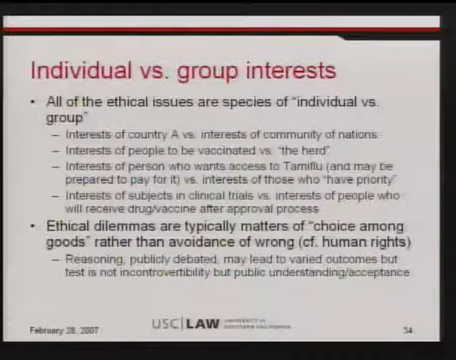 Individual vs. group interests
• All of the ethical issues are species of "individual vs.
group"
– Interests of country A vs. interests of community of nations
– Interests of people to be vaccinated vs. "the herd"
– Interests of person who wants access to Tamiflu (and may be
prepared to pay for it) vs. interests of those who "have priority"
– Interests of subjects in clinical trials vs. interests of people who
will receive drug/vaccine after approval process
• Ethical dilemmas are typically matters of "choice among
goods" rather than avoidance of wrong (cf. human rights)
– Reasoning, publicly debated, may lead to varied outcomes but
test is not incontrovertibility but public understanding/acceptance
February 28, 2007
USC LAW
UNIVERSITY OF
SOUTHERN CALIFORNIA
34